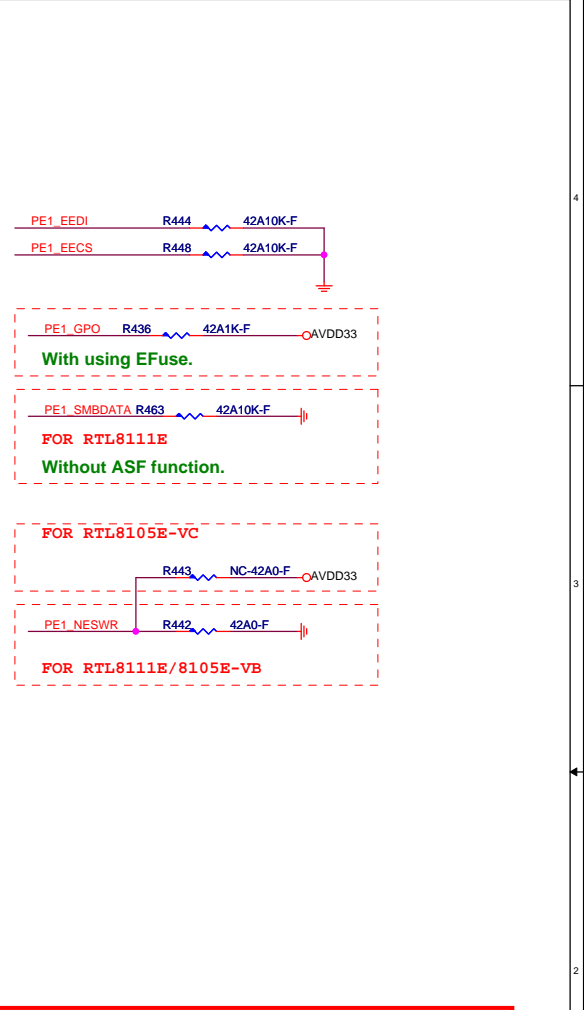 4
PE1_EEDI R444 42A10K-F
PE1_EECS R448 42A10K-F
PE1_GPO R436 42A1K-F AVDD33
With using EFuse.
PE1_SMBDATA R463 42A10K-F
FOR RTL8111E
Without ASF function.
FOR RTL8105E-VC
R443 NC-42A0-F AVDD33
3
PE1_NESWR R442 42A0-F
FOR RTL8111E/8105E-VB
2